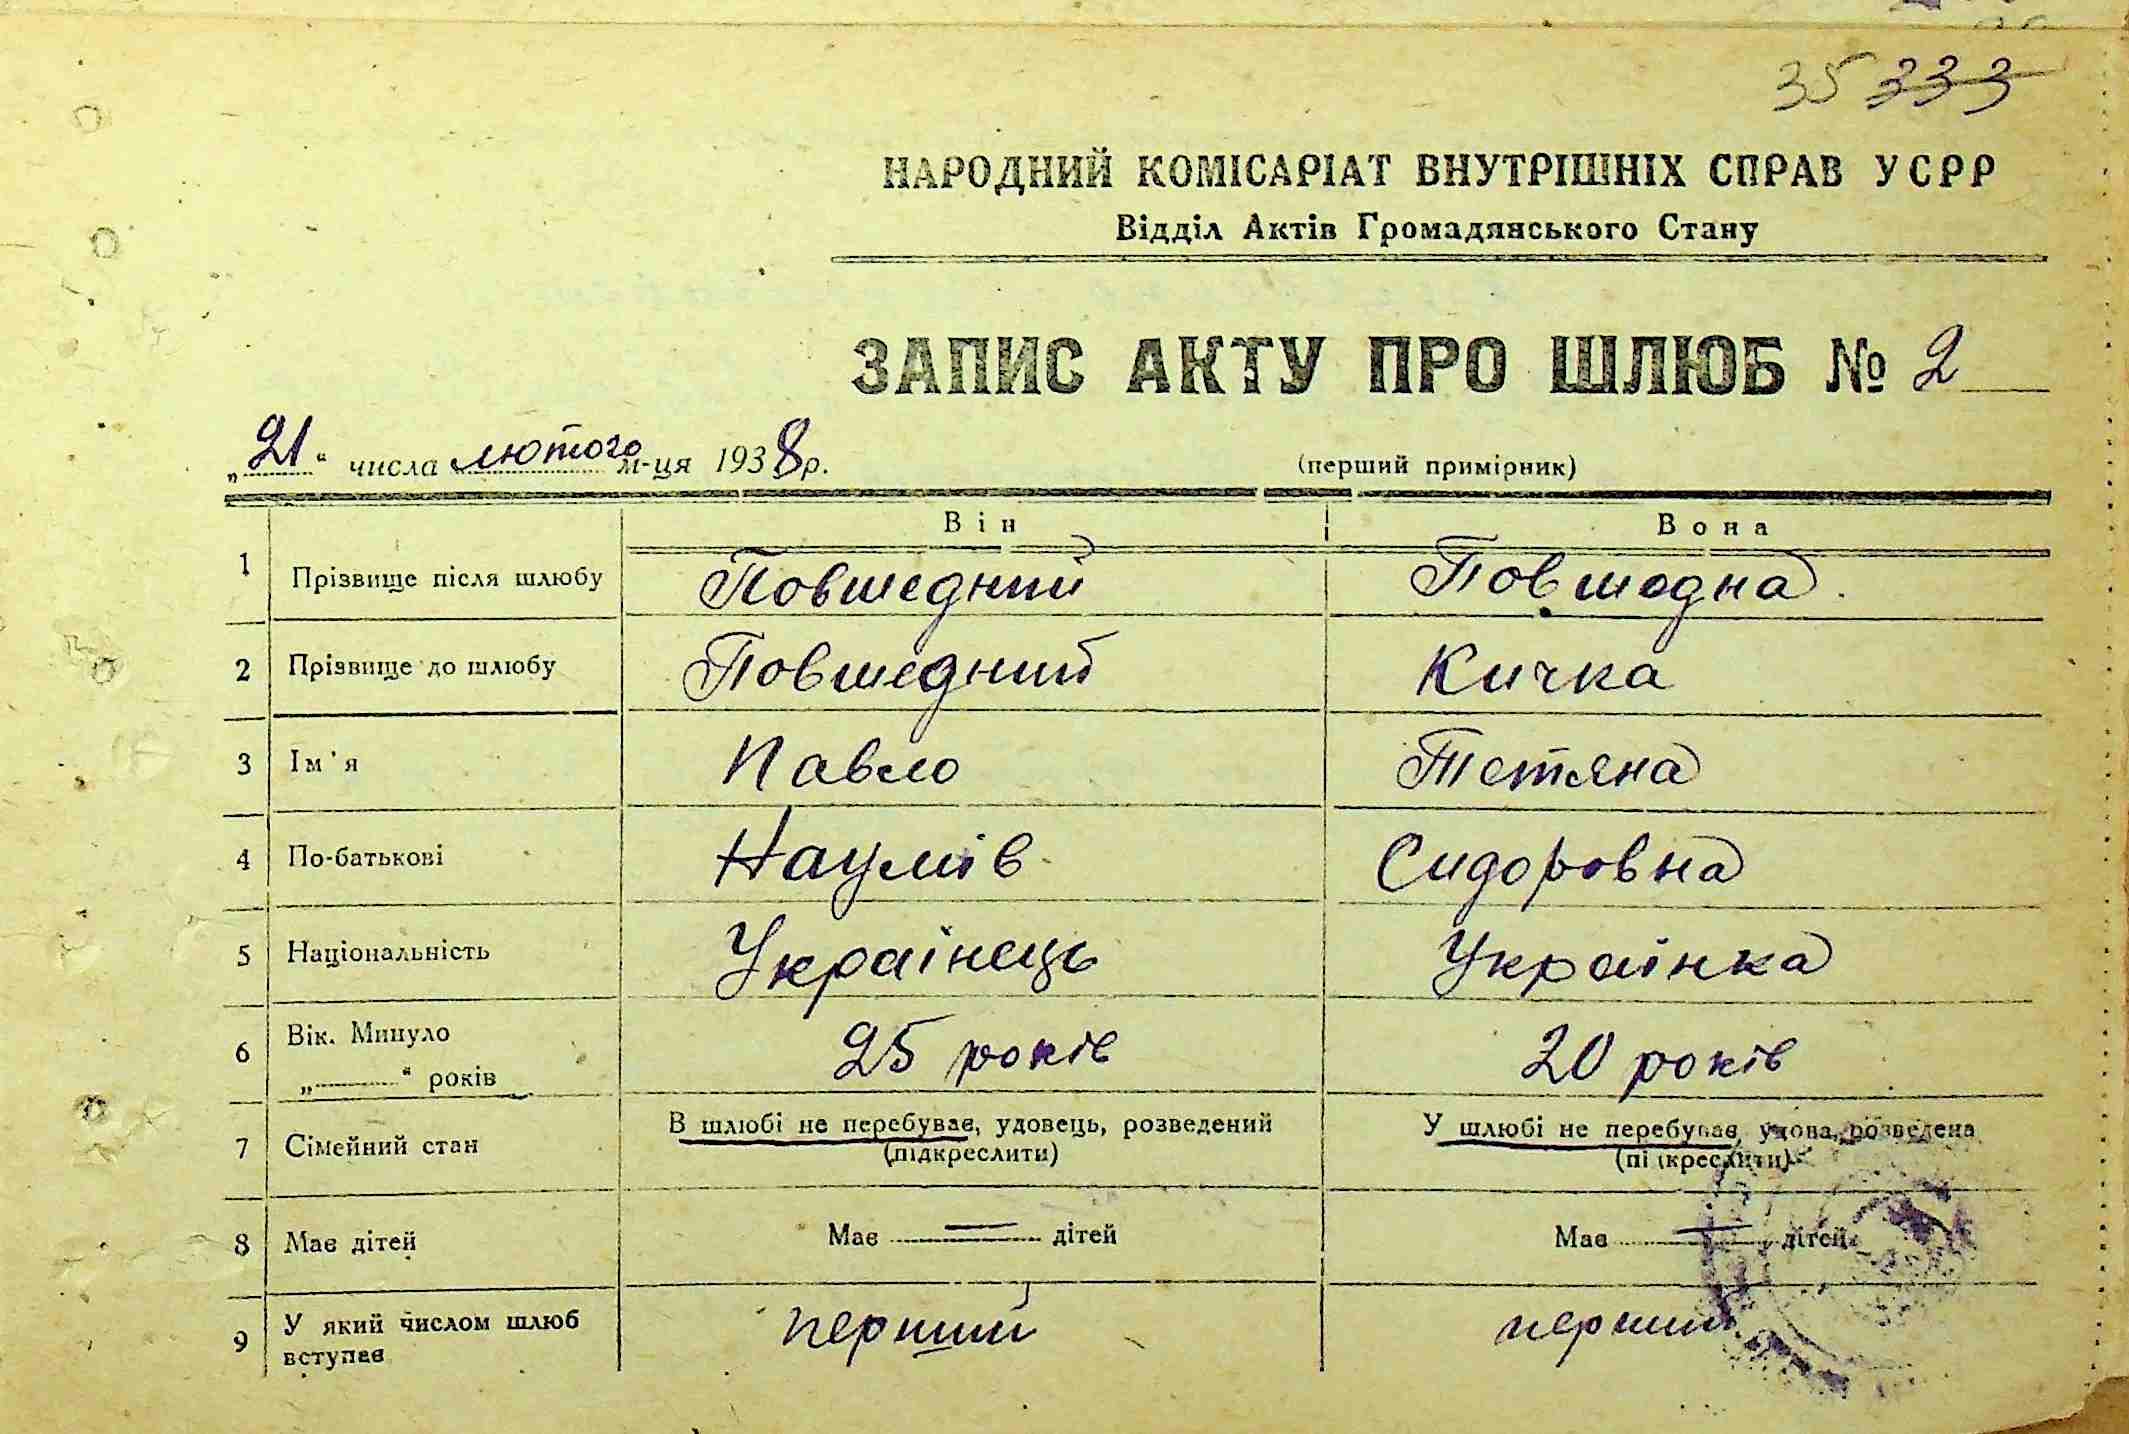 35 333
НАРОДНИЙ КОМІСАРІАТ ВНУТРІШНІХ СПРАВ УСРР
Відділ Актів Громадянського Стану
ЗАПИС АКТУ ПРО ШЛЮБ № 2
„21“ числа лютого м-ця 1938 р.
(перший примірник)
Він Вона
1 Прізвище після шлюбу Повшедний Повшедна
2 Прізвище до шлюбу Повшедний Кичка
3 Ім'я Павло Тетяна
4 По-батькові Наумів Сидоровна
5 Національність Українець Українка
6 Вік. Минуло 25 років 20 років
„ “ років
7 Сімейний стан В шлюбі не перебуває, удовець, розведений У шлюбі не перебуває, удова, розведена
(підкреслити) (підкреслити)
8 Має дітей Має — дітей Має — дітей
9 У який числом шлюб перший перший
вступає